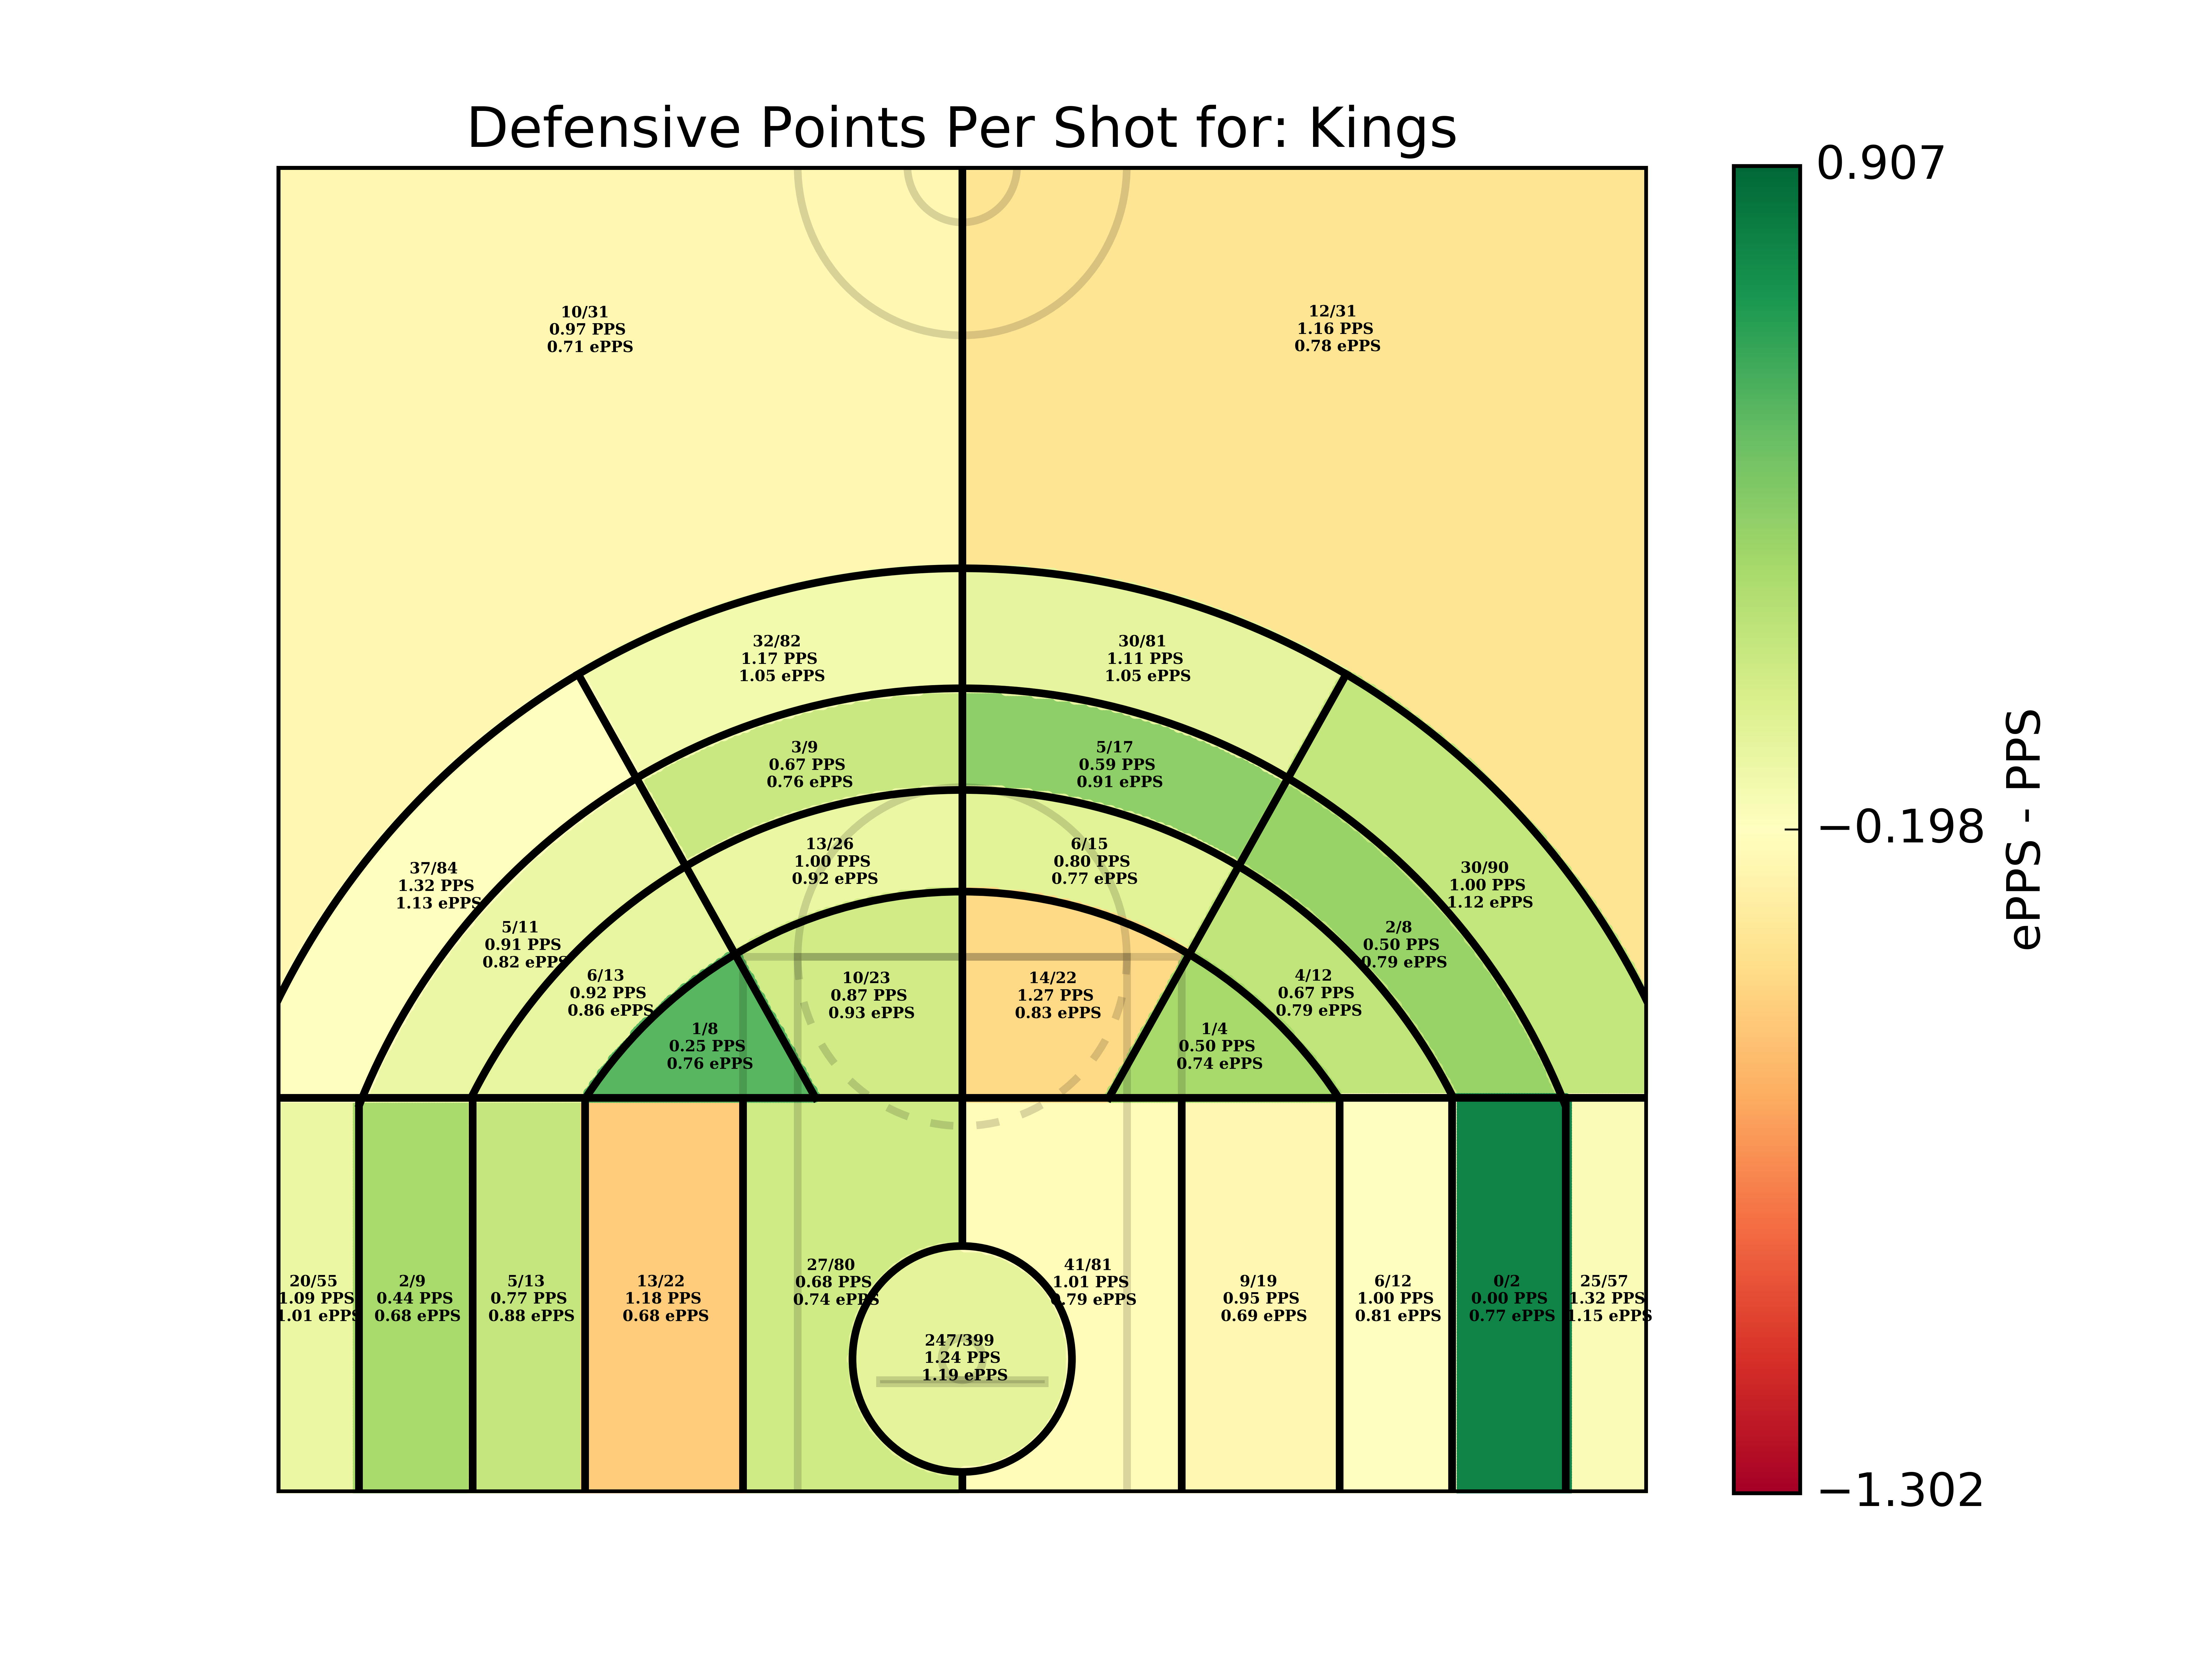 Defensive Points Per Shot for: Kings
0.907
10/31
0.97 PPS
0.71 ePPS
12/31
1.16 PPS
0.78 ePPS
32/82
1.17 PPS
1.05 ePPS
30/81
1.11 PPS
1.05 ePPS
3/9
0.67 PPS
0.76 ePPS
5/17
0.59 PPS
0.91 ePPS
13/26
1.00 PPS
0.92 ePPS
6/15
0.80 PPS
0.77 ePPS
37/84
1.32 PPS
1.13 ePPS
30/90
1.00 PPS
1.12 ePPS
5/11
0.91 PPS
0.82 ePPS
2/8
0.50 PPS
0.79 ePPS
6/13
0.92 PPS
0.86 ePPS
10/23
0.87 PPS
0.93 ePPS
14/22
1.27 PPS
0.83 ePPS
4/12
0.67 PPS
0.79 ePPS
1/8
0.25 PPS
0.76 ePPS
1/4
0.50 PPS
0.74 ePPS
20/55
1.09 PPS
1.01 ePPS
2/9
0.44 PPS
0.68 ePPS
5/13
0.77 PPS
0.88 ePPS
13/22
1.18 PPS
0.68 ePPS
27/80
0.68 PPS
0.74 ePPS
41/81
1.01 PPS
0.79 ePPS
9/19
0.95 PPS
0.69 ePPS
6/12
1.00 PPS
0.81 ePPS
0/2
0.00 PPS
0.77 ePPS
25/57
1.32 PPS
1.15 ePPS
247/399
1.24 PPS
1.19 ePPS
−0.198
ePPS - PPS
−1.302